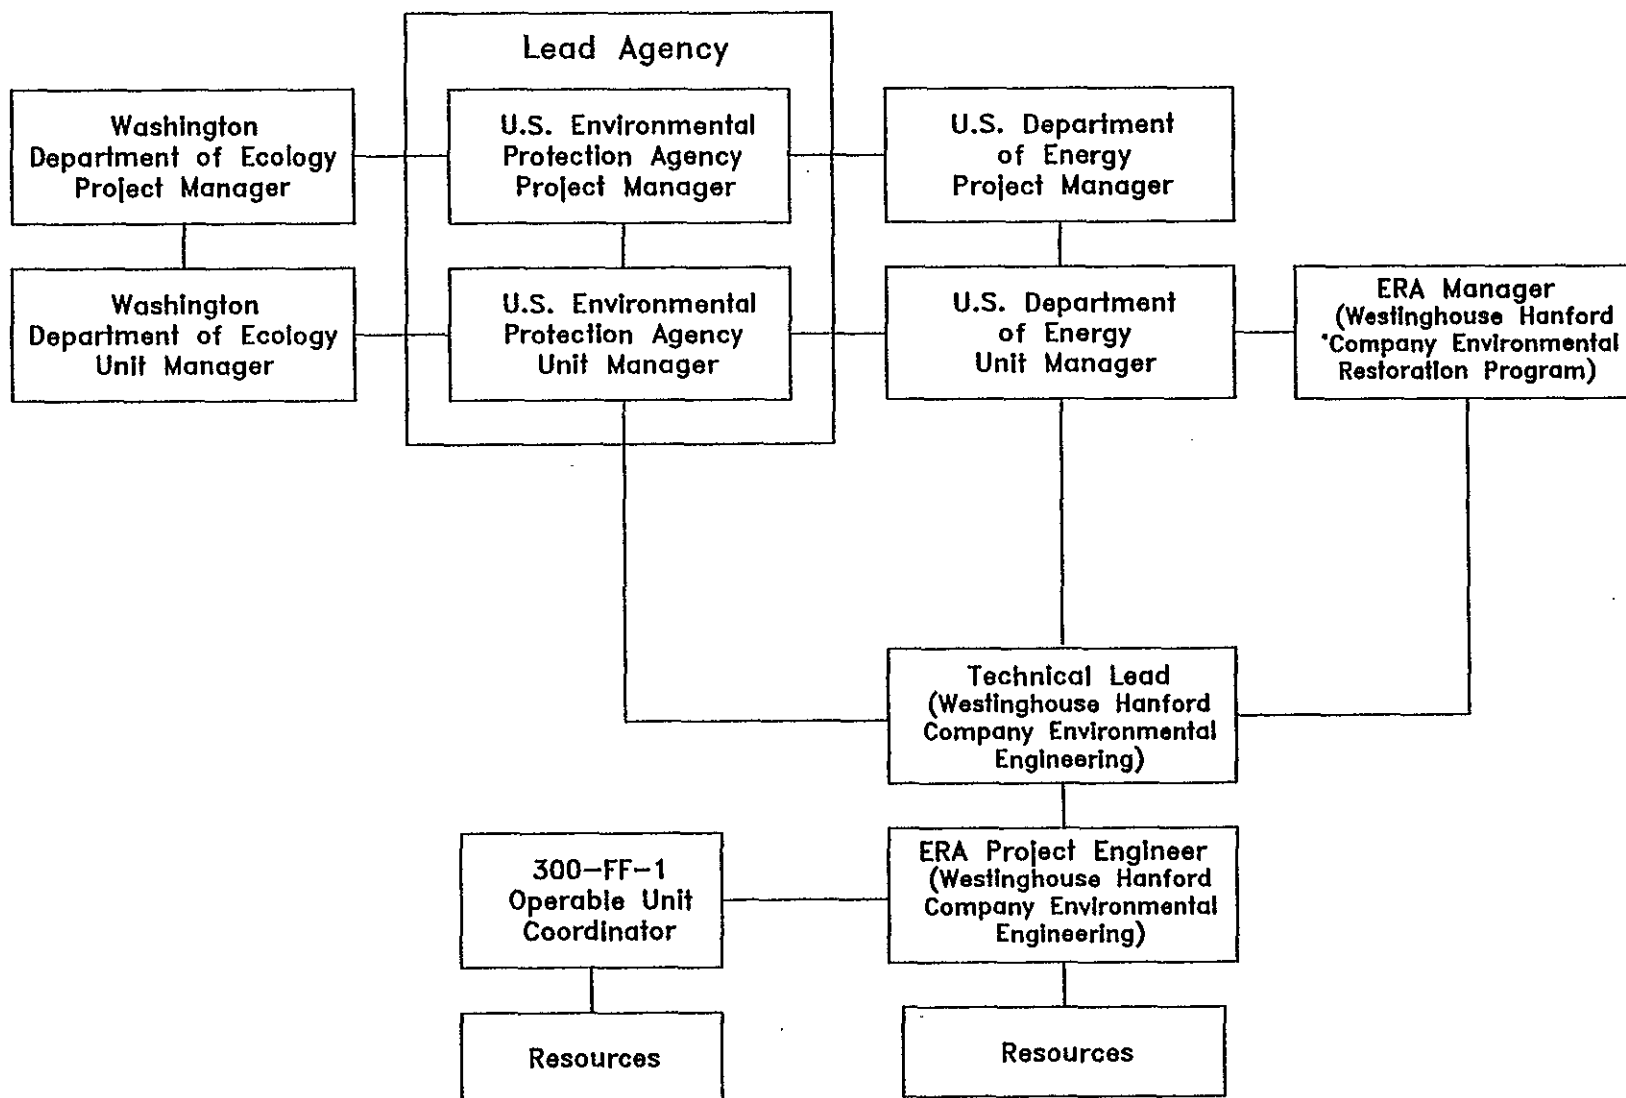 Lead Agency
Washington
Department of Ecology
Project Manager
U.S. Environmental
Protection Agency
Project Manager
U.S. Department
of Energy
Project Manager
Washington
Department of Ecology
Unit Manager
U.S. Environmental
Protection Agency
Unit Manager
U.S. Department
of Energy
Unit Manager
ERA Manager
(Westinghouse Hanford
Company Environmental
Restoration Program)
Technical Lead
(Westinghouse Hanford
Company Environmental
Engineering)
300-FF-1
Operable Unit
Coordinator
ERA Project Engineer
(Westinghouse Hanford
Company Environmental
Engineering)
Resources
Resources